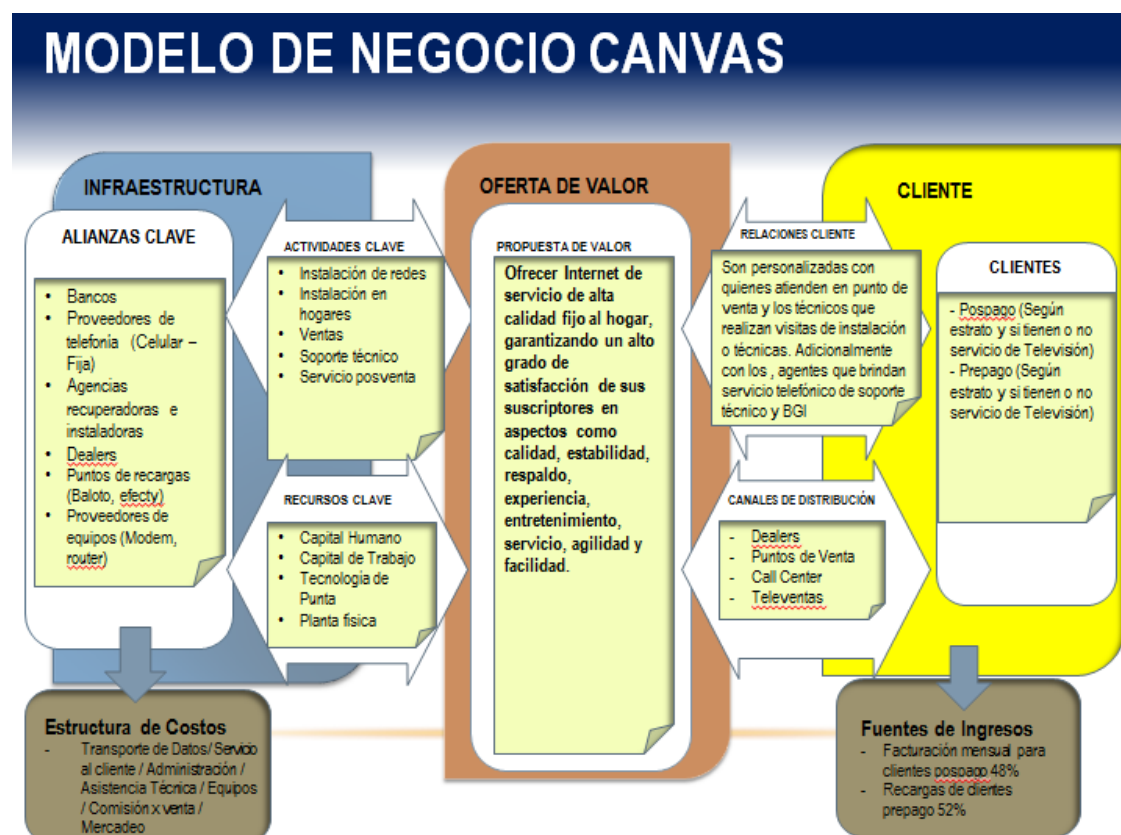 MODELO DE NEGOCIO CANVAS
INFRAESTRUCTURA
ALIANZAS CLAVE
• Bancos
• Proveedores de
telefonía (Celular –
Fija)
• Agencias
recuperadoras e
instaladoras
• Dealers
• Puntos de recargas
(Baloto, efecty)
• Proveedores de
equipos (Modem,
router)
ACTIVIDADES CLAVE
• Instalación de redes
• Instalación en
hogares
• Ventas
• Soporte técnico
• Servicio posventa
RECURSOS CLAVE
• Capital Humano
• Capital de Trabajo
• Tecnología de
Punta
• Planta física
OFERTA DE VALOR
PROPUESTA DE VALOR
Ofrecer Internet de
servicio de alta
calidad fijo al hogar,
garantizando un alto
grado de
satisfacción de sus
suscriptores en
aspectos como
calidad, estabilidad,
respaldo,
experiencia,
entretenimiento,
servicio, agilidad y
facilidad.
CLIENTE
RELACIONES CLIENTE
Son personalizadas con
quienes atienden en punto de
venta y los técnicos que
realizan visitas de instalación
o técnicas. Adicionalmente
con los , agentes que brindan
servicio telefónico de soporte
técnico y BGI
CANALES DE DISTRIBUCIÓN
- Dealers
- Puntos de Venta
- Call Center
- Televentas
CLIENTES
- Pospago (Según
estrato y si tienen o no
servicio de Televisión)
- Prepago (Según
estrato y si tienen o no
servicio de Televisión)
Estructura de Costos
- Transporte de Datos/ Servicio
al cliente / Administración /
Asistencia Técnica / Equipos
/ Comisión x venta /
Mercadeo
Fuentes de Ingresos
- Facturación mensual para
clientes pospago 48%
- Recargas de clientes
prepago 52%